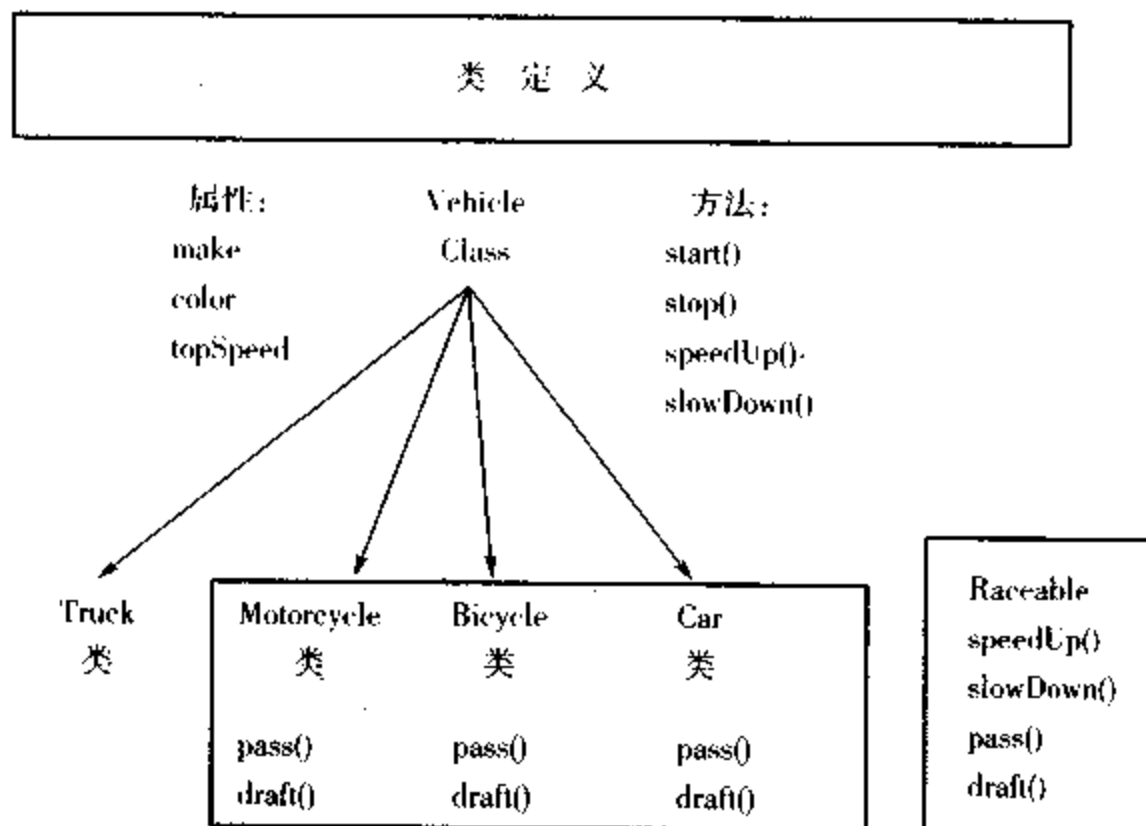 类 定 义
属性：
make
color
topSpeed
Vehicle
Class
方法：
start()
stop()
speedUp()
slowDown()
Truck
类
Motorcycle
类
pass()
draft()
Bicycle
类
pass()
draft()
Car
类
pass()
draft()
Raceable
speedUp()
slowDown()
pass()
draft()